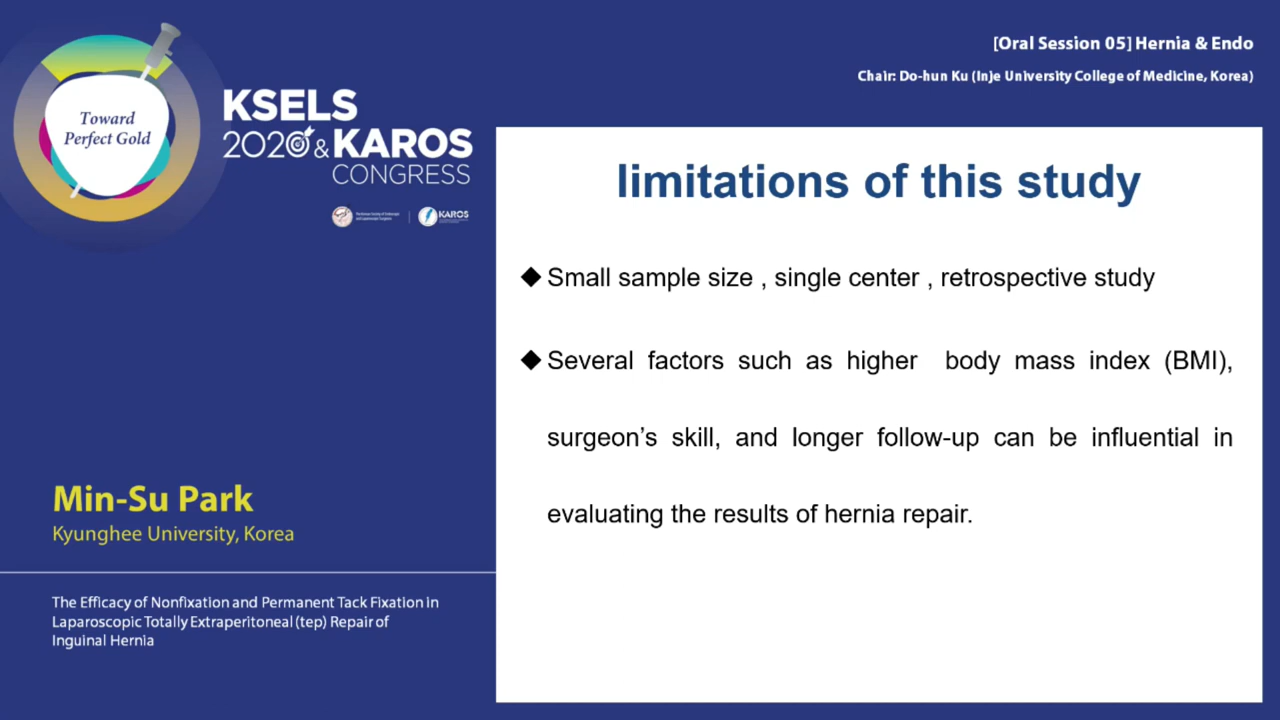 [Oral Session 05] Hernia & Endo
Chair: Do-hun Ku (Inje University College of Medicine, Korea)
Toward
Perfect Gold
KSELS
2020 & KAROS
CONGRESS
KAROS
limitations of this study
◆ Small sample size , single center , retrospective study
◆ Several factors such as higher body mass index (BMI),
surgeon’s skill, and longer follow-up can be influential in
evaluating the results of hernia repair.
Min-Su Park
Kyunghee University, Korea
The Efficacy of Nonfixation and Permanent Tack Fixation in
Laparoscopic Totally Extraperitoneal (tep) Repair of
Inguinal Hernia